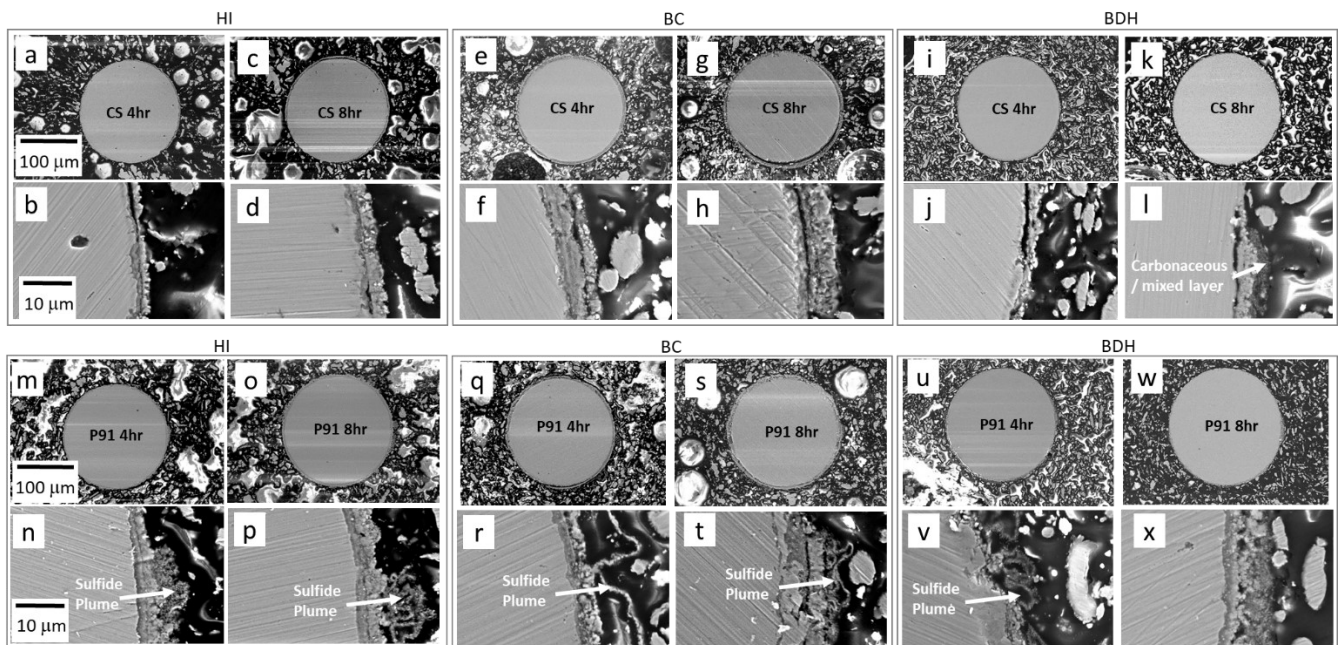 HI
BC
BDH
a
CS 4hr
100 μm
c
CS 8hr
e
CS 4hr
g
CS 8hr
i
CS 4hr
k
CS 8hr
b
10 μm
d
f
h
j
l
Carbonaceous
/ mixed layer
HI
BC
BDH
m
P91 4hr
100 μm
o
P91 8hr
q
P91 4hr
s
P91 8hr
u
P91 4hr
w
P91 8hr
n
Sulfide
Plume
10 μm
p
Sulfide
Plume
r
Sulfide
Plume
t
Sulfide
Plume
v
Sulfide
Plume
x